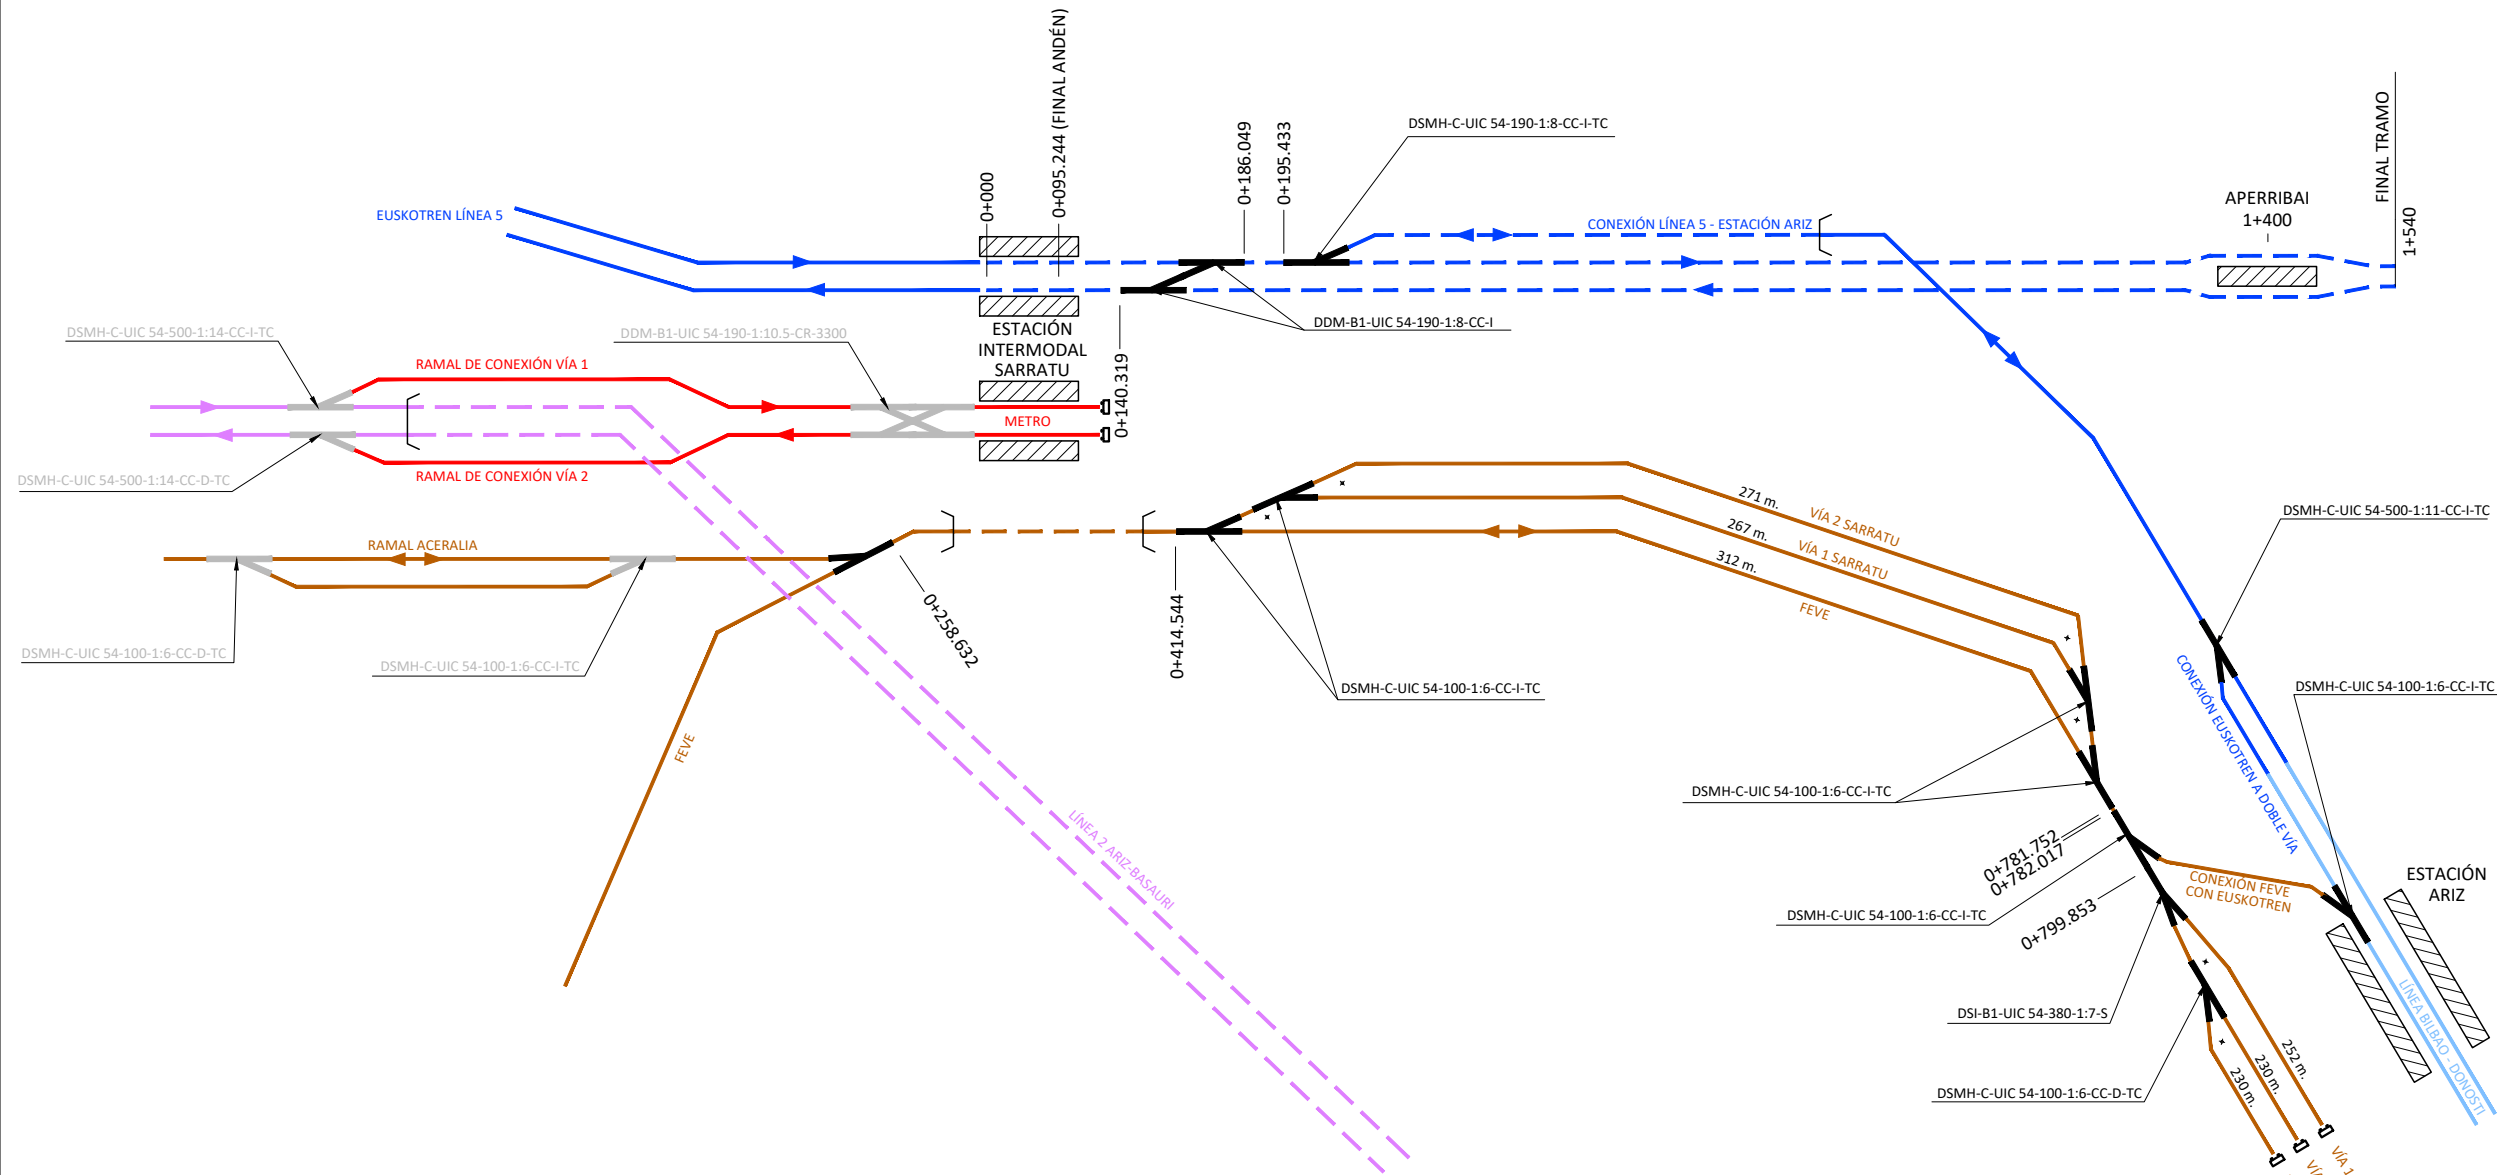 0+095.244 (FINAL ANDÉN)
0+000
0+186.049
0+195.433
DSMH-C-UIC 54-190-1:8-CC-I-TC
FINAL TRAMO
1+540
APERRIBAI
1+400
EUSKOTREN LÍNEA 5
CONEXIÓN LÍNEA 5 - ESTACIÓN ARIZ
DDM-B1-UIC 54-190-1:8-CC-I
ESTACIÓN
INTERMODAL
SARRATU
0+140.319
DSMH-C-UIC 54-500-1:14-CC-I-TC
DDM-B1-UIC 54-190-1:10.5-CR-3300
RAMAL DE CONEXIÓN VÍA 1
METRO
RAMAL DE CONEXIÓN VÍA 2
DSMH-C-UIC 54-500-1:14-CC-D-TC
RAMAL ACERALIA
DSMH-C-UIC 54-100-1:6-CC-D-TC
DSMH-C-UIC 54-100-1:6-CC-I-TC
0+258.632
0+414.544
FEVE
LÍNEA 2 ARIZ-BASAURI
DSMH-C-UIC 54-100-1:6-CC-I-TC
271 m.
VÍA 2 SARRATU
267 m.
VÍA 1 SARRATU
312 m.
FEVE
DSMH-C-UIC 54-500-1:11-CC-I-TC
CONEXIÓN EUSKOTREN A DOBLE VÍA
DSMH-C-UIC 54-100-1:6-CC-I-TC
DSMH-C-UIC 54-100-1:6-CC-I-TC
0+781.752
0+782.017
DSMH-C-UIC 54-100-1:6-CC-I-TC
0+799.853
CONEXIÓN FEVE
CON EUSKOTREN
ESTACIÓN
ARIZ
DSI-B1-UIC 54-380-1:7-S
DSMH-C-UIC 54-100-1:6-CC-D-TC
LÍNEA BILBAO - DONOSTI
252 m.
230 m.
230 m.
VÍA 1